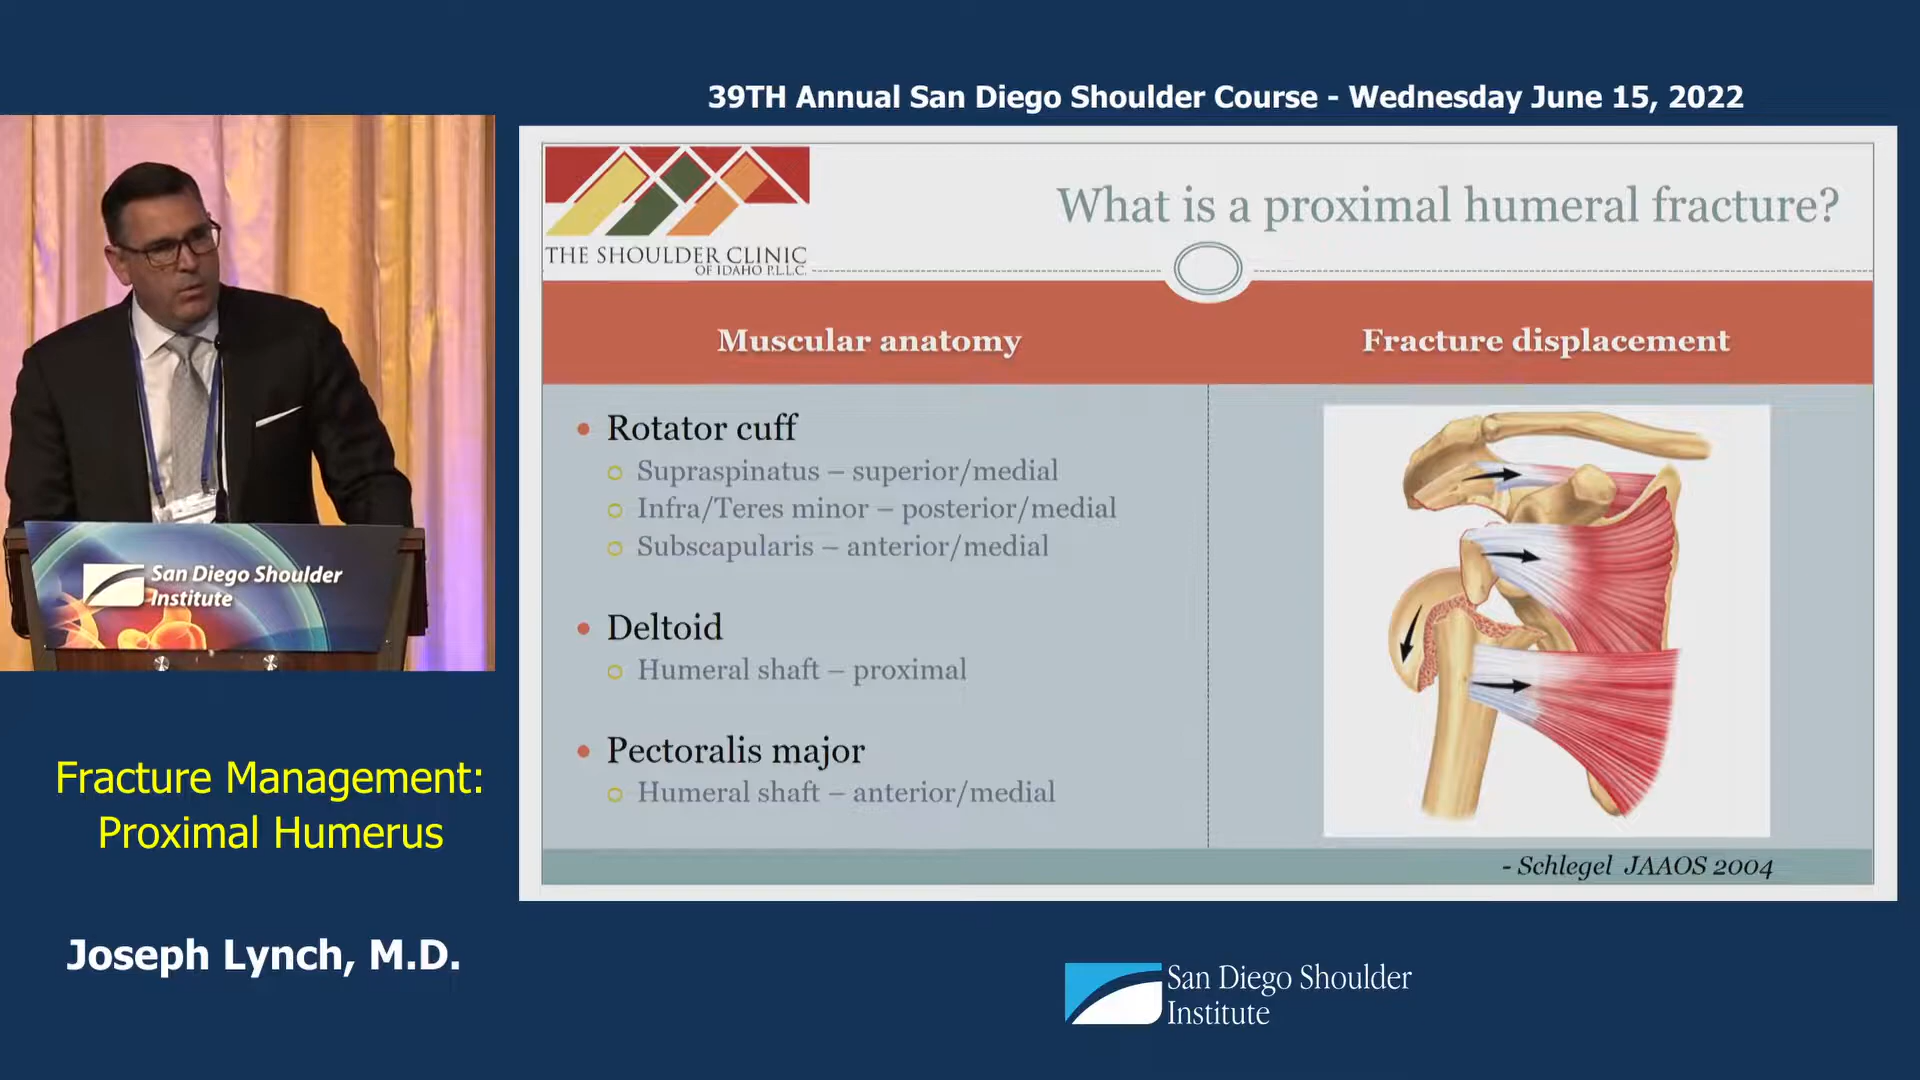 39TH Annual San Diego Shoulder Course - Wednesday June 15, 2022
THE SHOULDER CLINIC
OF IDAHO P.L.L.C.
What is a proximal humeral fracture?
Muscular anatomy
Fracture displacement
• Rotator cuff
Supraspinatus – superior/medial
Infra/Teres minor – posterior/medial
Subscapularis – anterior/medial
• Deltoid
Humeral shaft – proximal
• Pectoralis major
Humeral shaft – anterior/medial
- Schlegel JAAOS 2004
San Diego Shoulder
Institute
Fracture Management:
Proximal Humerus
Joseph Lynch, M.D.
San Diego Shoulder
Institute